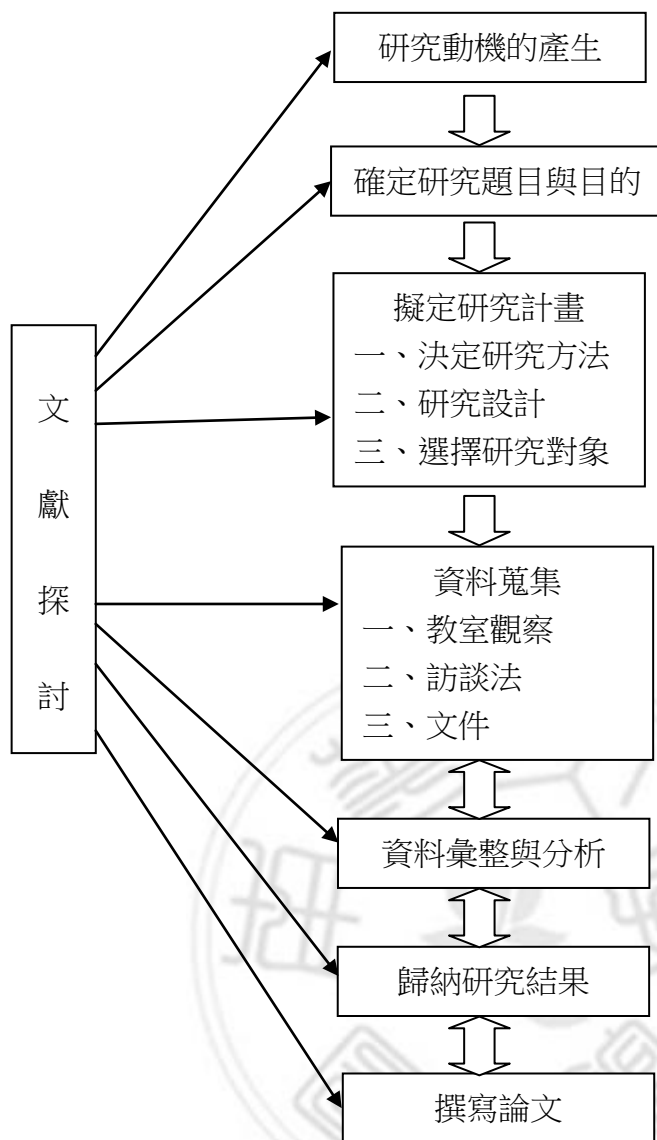 研究動機的產生
確定研究題目與目的
擬定研究計畫
一、決定研究方法
二、研究設計
三、選擇研究對象
文獻探討
資料蒐集
一、教室觀察
二、訪談法
三、文件
資料彙整與分析
歸納研究結果
撰寫論文